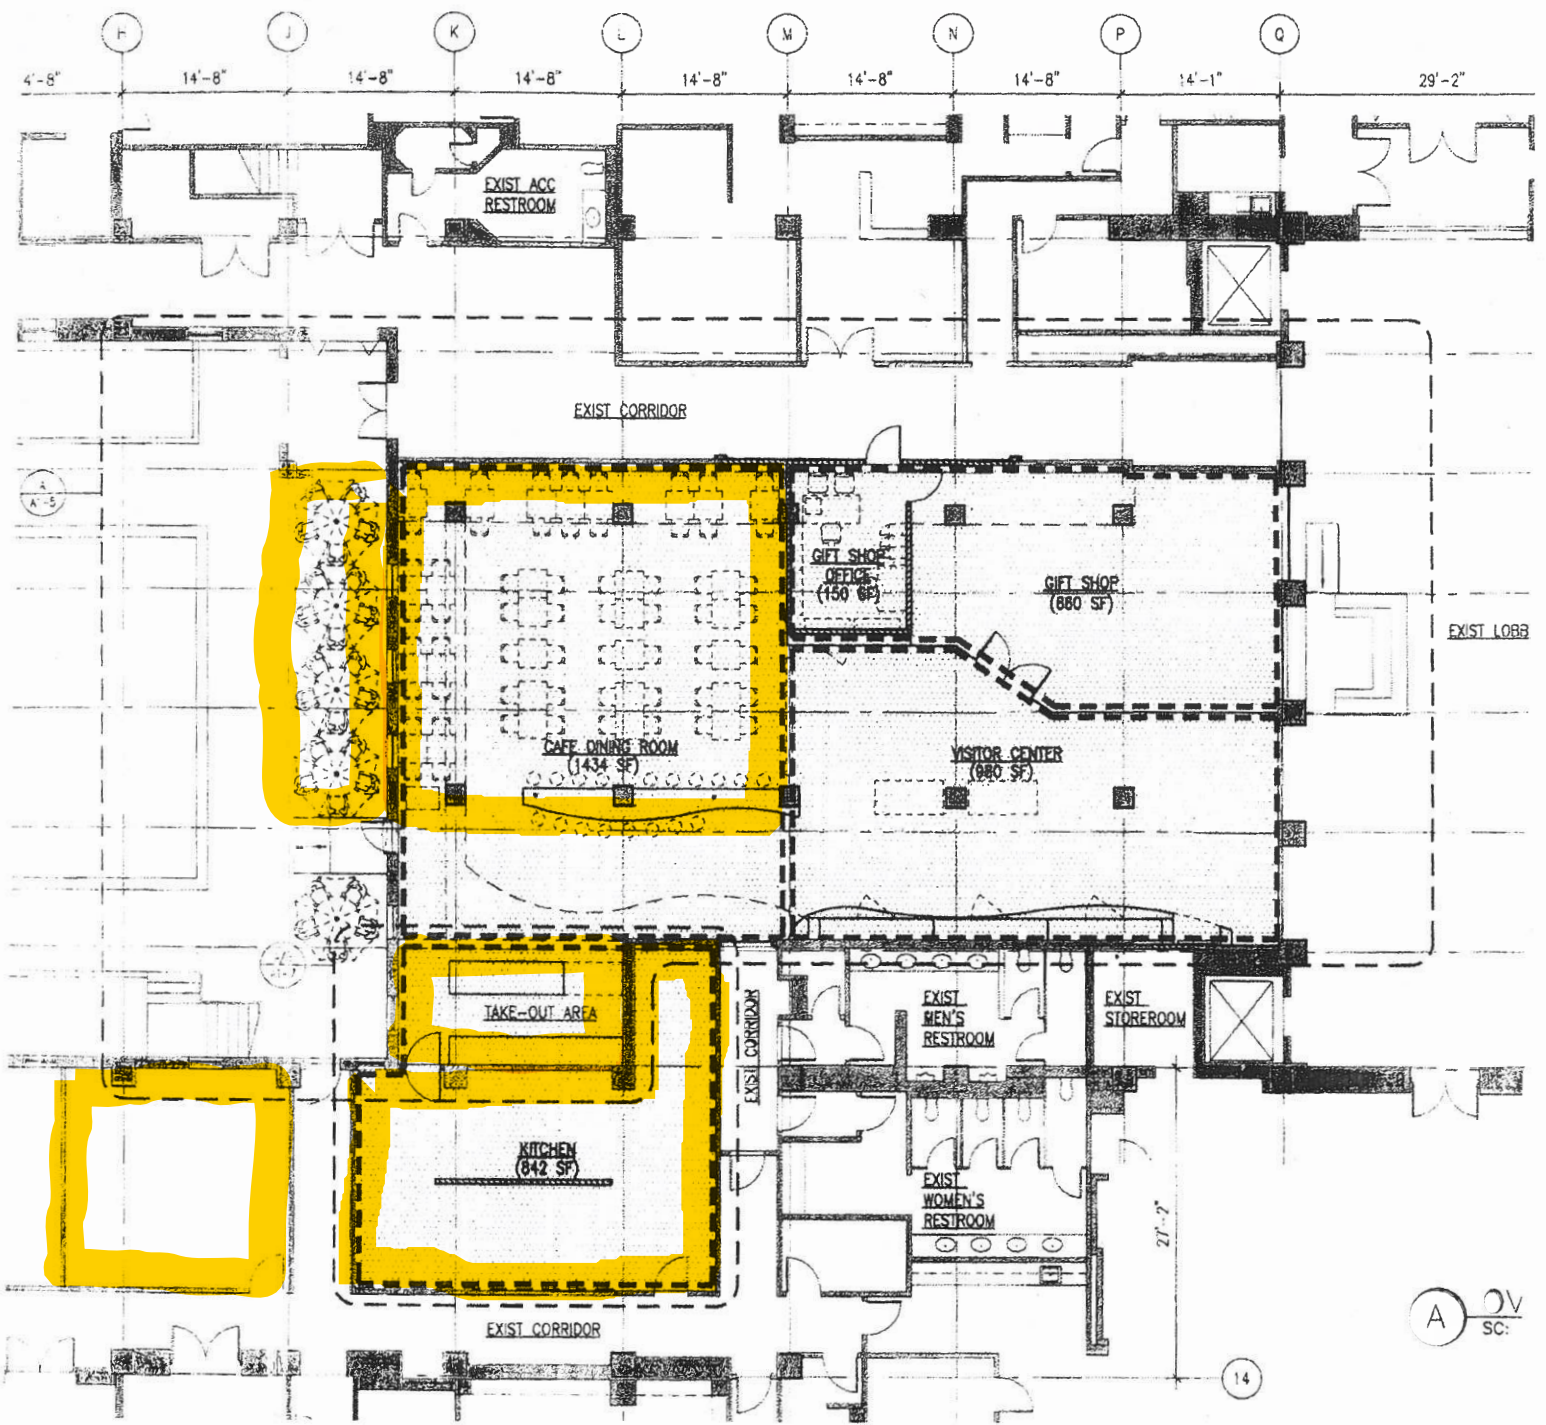 H J K L M N P Q
4'-8" 14'-8" 14'-8" 14'-8" 14'-8" 14'-8" 14'-8" 14'-1" 29'-2"
EXIST ACC
RESTROOM
EXIST CORRIDOR
A
A-5
GIFT SHOP
OFFICE
(150 SF)
GIFT SHOP
(860 SF)
EXIST LOBB
CAFE DINING ROOM
(1434 SF)
VISITOR CENTER
(980 SF)
TAKE-OUT AREA
EXIST CORRIDOR
EXIST
MEN'S
RESTROOM
EXIST
STOREROOM
KITCHEN
(842 SF)
EXIST
WOMEN'S
RESTROOM
27'-2"
A
OV
SC:
EXIST CORRIDOR
14